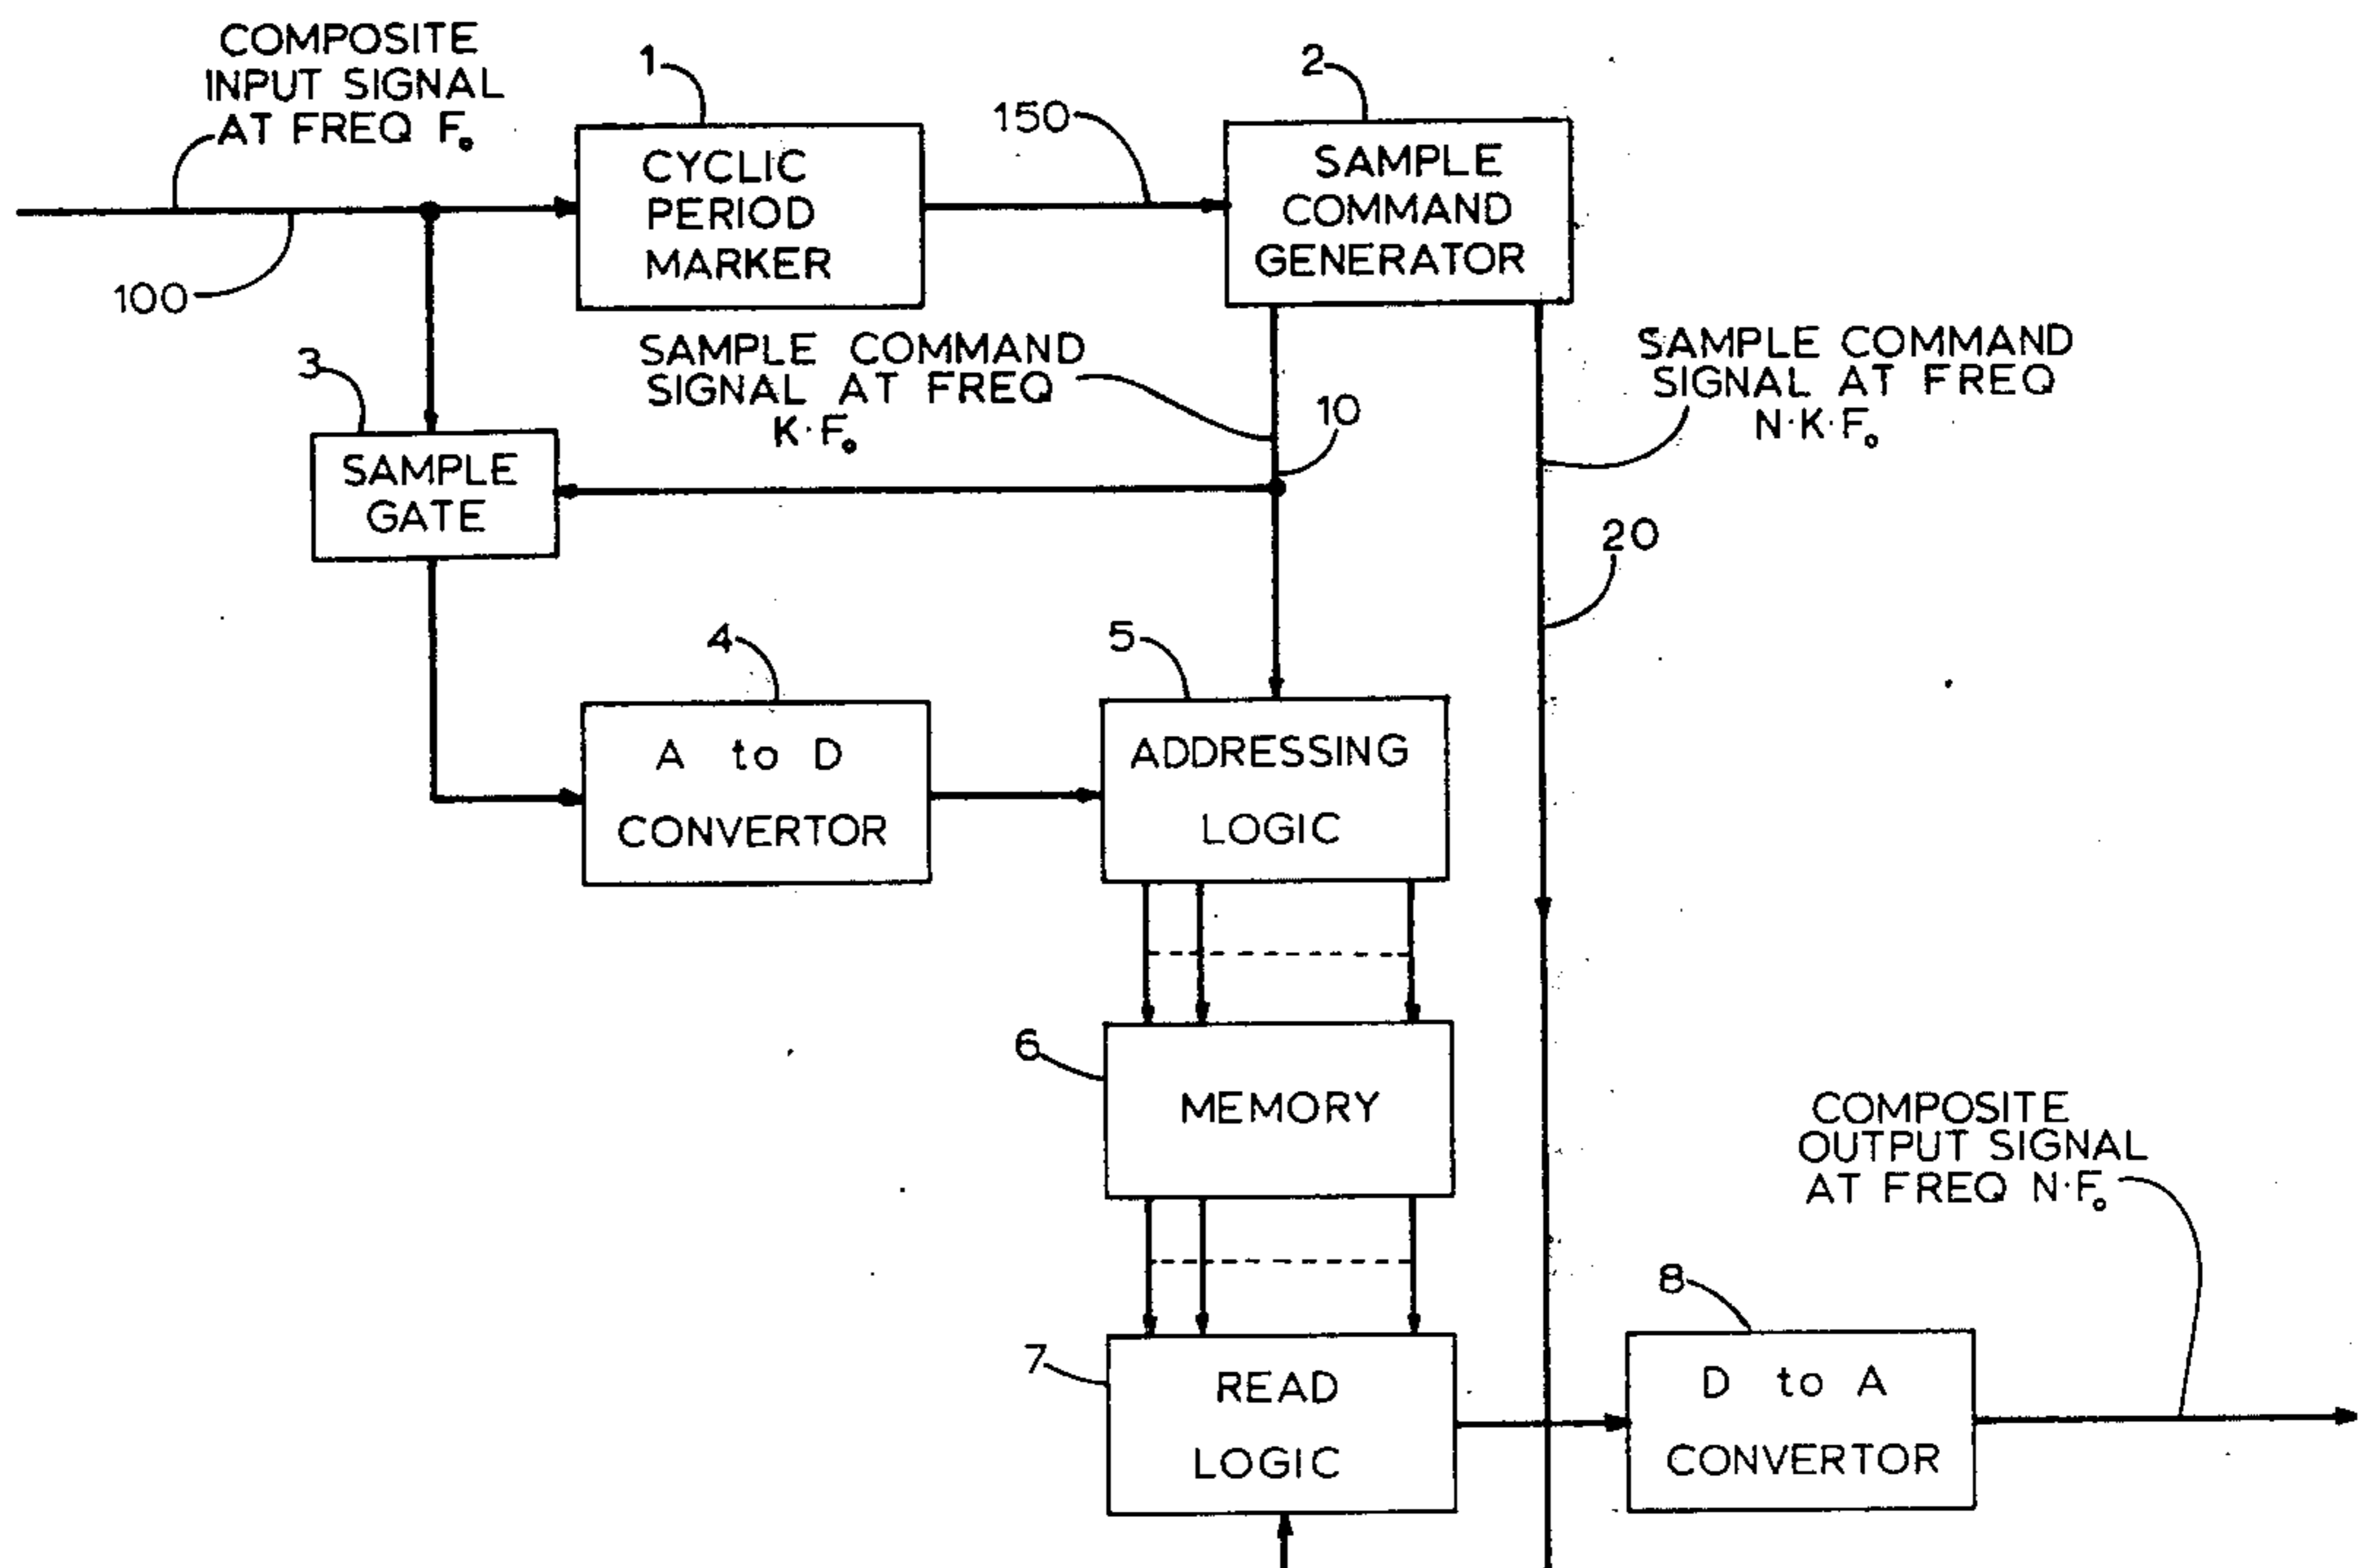 COMPOSITE
INPUT SIGNAL
AT FREQ F₀
100
1
CYCLIC
PERIOD
MARKER
150
2
SAMPLE
COMMAND
GENERATOR
3
SAMPLE
GATE
SAMPLE COMMAND
SIGNAL AT FREQ
K·F₀
10
SAMPLE COMMAND
SIGNAL AT FREQ
N·K·F₀
20
4
A to D
CONVERTOR
5
ADDRESSING
LOGIC
6
MEMORY
7
READ
LOGIC
8
D to A
CONVERTOR
COMPOSITE
OUTPUT SIGNAL
AT FREQ N·F₀